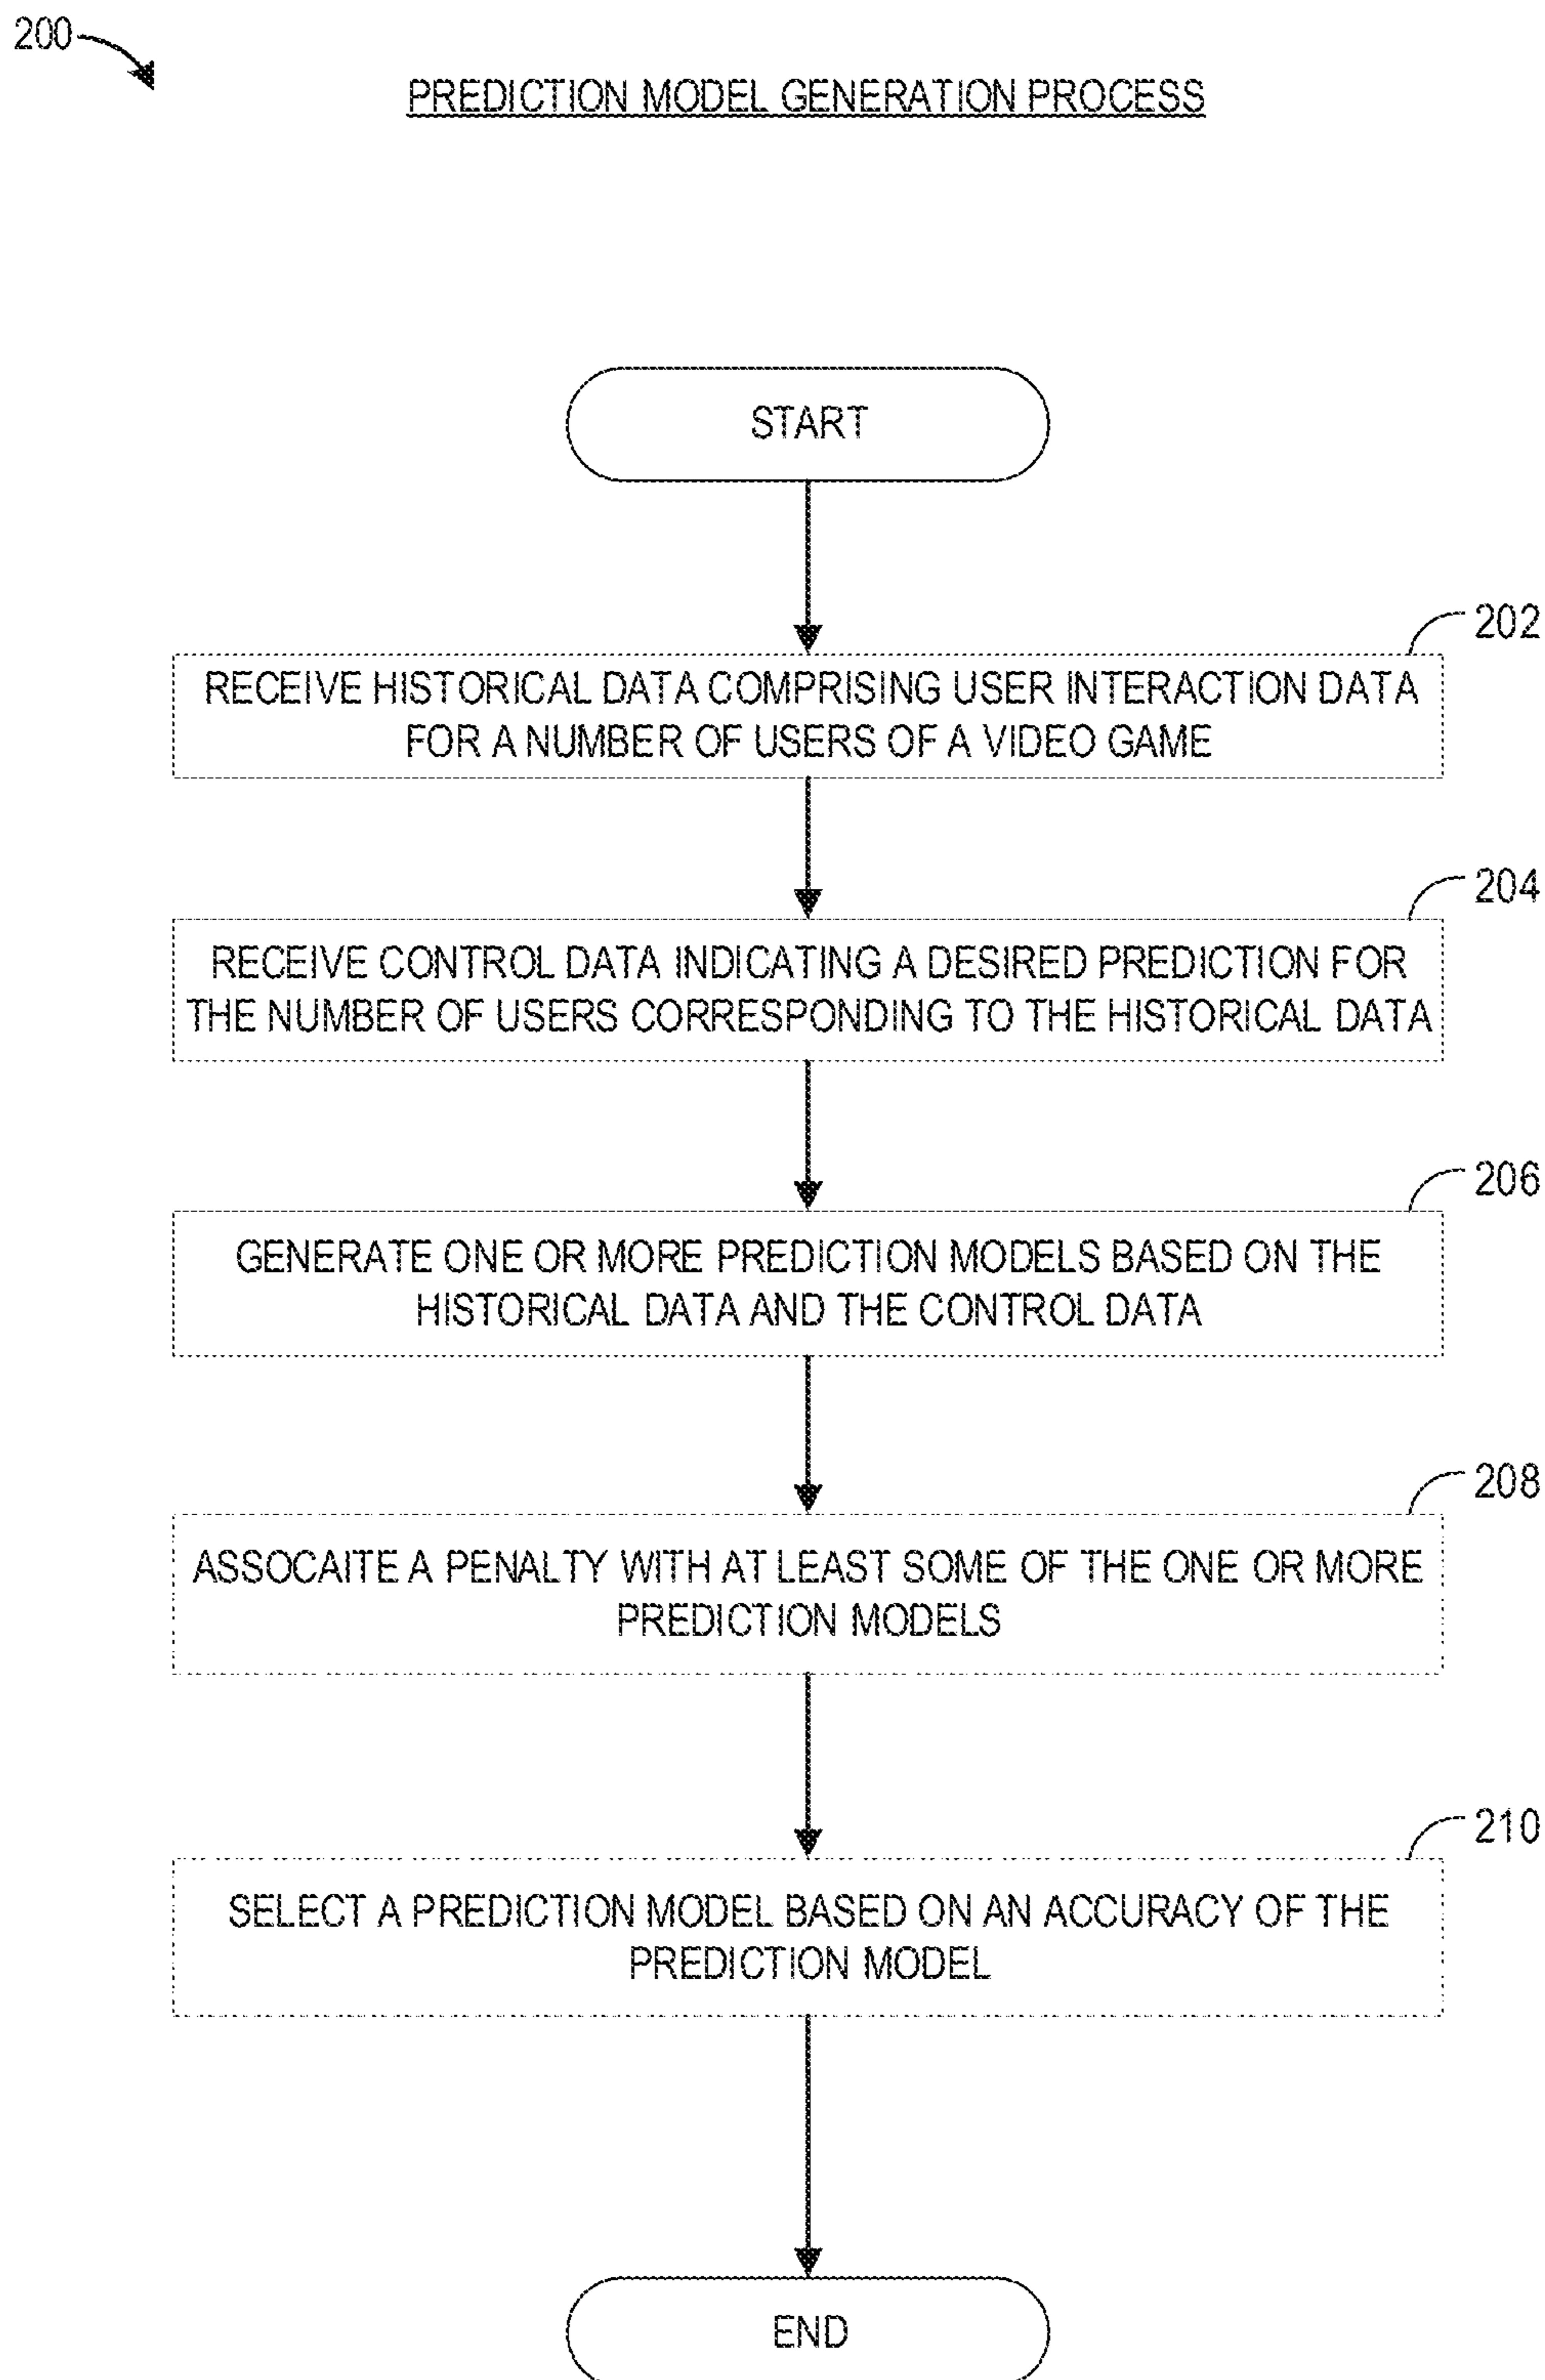 200
PREDICTION MODEL GENERATION PROCESS
START
202
RECEIVE HISTORICAL DATA COMPRISING USER INTERACTION DATA
FOR A NUMBER OF USERS OF A VIDEO GAME
204
RECEIVE CONTROL DATA INDICATING A DESIRED PREDICTION FOR
THE NUMBER OF USERS CORRESPONDING TO THE HISTORICAL DATA
206
GENERATE ONE OR MORE PREDICTION MODELS BASED ON THE
HISTORICAL DATA AND THE CONTROL DATA
208
ASSOCAITE A PENALTY WITH AT LEAST SOME OF THE ONE OR MORE
PREDICTION MODELS
210
SELECT A PREDICTION MODEL BASED ON AN ACCURACY OF THE
PREDICTION MODEL
END